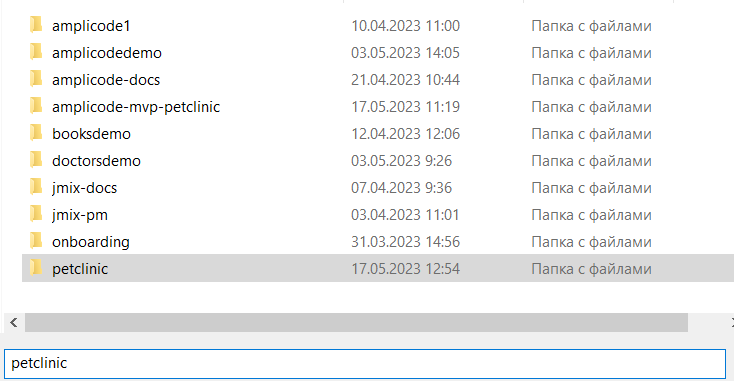 amplicode1 10.04.2023 11:00 Папка с файлами
amplicodedemo 03.05.2023 14:05 Папка с файлами
amplicode-docs 21.04.2023 10:44 Папка с файлами
amplicode-mvp-petclinic 17.05.2023 11:19 Папка с файлами
booksdemo 12.04.2023 12:06 Папка с файлами
doctorsdemo 03.05.2023 9:26 Папка с файлами
jmix-docs 07.04.2023 9:36 Папка с файлами
jmix-pm 03.04.2023 11:01 Папка с файлами
onboarding 31.03.2023 14:56 Папка с файлами
petclinic 17.05.2023 12:54 Папка с файлами
petclinic